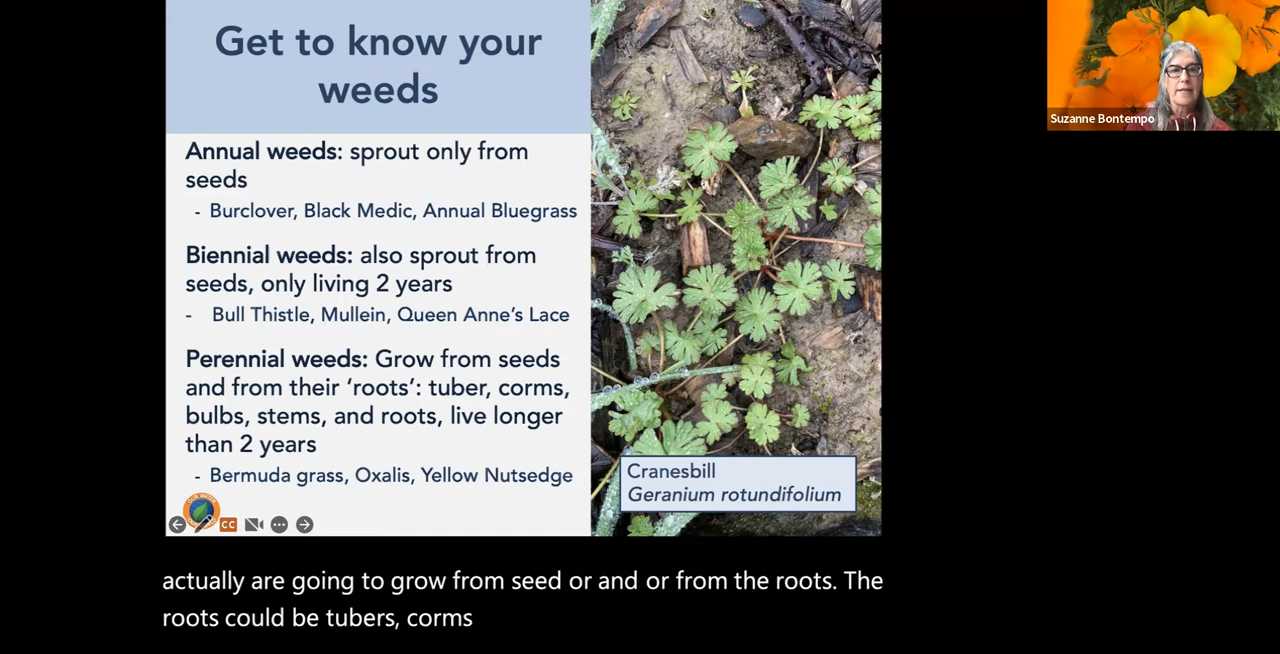 Get to know your
weeds
Annual weeds: sprout only from
seeds
- Burclover, Black Medic, Annual Bluegrass
Biennial weeds: also sprout from
seeds, only living 2 years
- Bull Thistle, Mullein, Queen Anne’s Lace
Perennial weeds: Grow from seeds
and from their ‘roots’: tuber, corms,
bulbs, stems, and roots, live longer
than 2 years
- Bermuda grass, Oxalis, Yellow Nutsedge
Cranesbill
Geranium rotundifolium
Suzanne Bontempo
OUR WATER
CC
actually are going to grow from seed or and or from the roots. The
roots could be tubers, corms